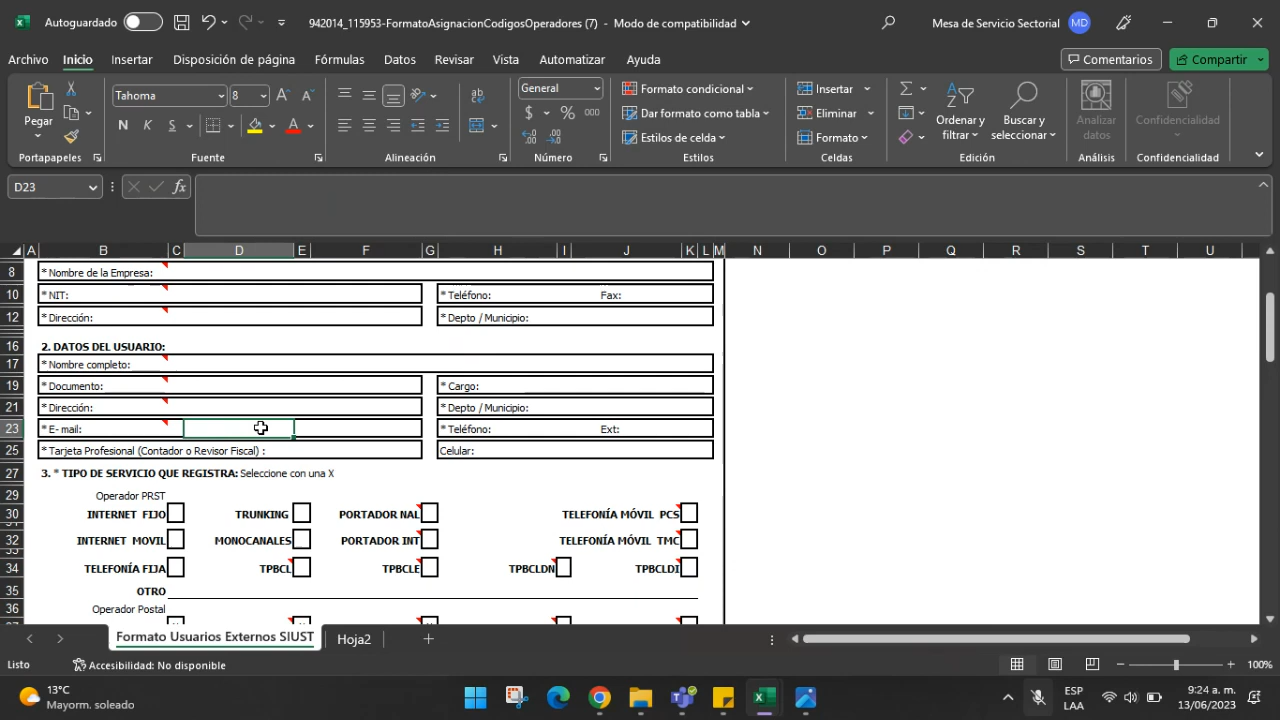 Autoguardado
942014_115953-FormatoAsignacionCodigosOperadores (7) - Modo de compatibilidad
Mesa de Servicio Sectorial MD
Archivo Inicio Insertar Disposición de página Fórmulas Datos Revisar Vista Automatizar Ayuda Comentarios Compartir
Pegar
Portapapeles
Tahoma 8
N K S
Fuente
Alineación
General
$ % 000
Número
Formato condicional
Dar formato como tabla
Estilos de celda
Estilos
Insertar
Eliminar
Formato
Celdas
Ordenar y filtrar
Buscar y seleccionar
Edición
Analizar datos
Análisis
Confidencialidad
Confidencialidad
D23 fx
A B C D E F G H I J K L M N O P Q R S T U
8 * Nombre de la Empresa:
10 * NIT: * Teléfono: Fax:
12 * Dirección: * Depto / Municipio:
16 2. DATOS DEL USUARIO:
17 * Nombre completo:
19 * Documento: * Cargo:
21 * Dirección: * Depto / Municipio:
23 * E- mail: * Teléfono: Ext:
25 * Tarjeta Profesional (Contador o Revisor Fiscal) : Celular:
27 3. * TIPO DE SERVICIO QUE REGISTRA: Seleccione con una X
29 Operador PRST
30 INTERNET FIJO TRUNKING PORTADOR NAL TELEFONÍA MÓVIL PCS
32 INTERNET MOVIL MONOCANALES PORTADOR INT TELEFONÍA MÓVIL TMC
34 TELEFONÍA FIJA TPBCL TPBCLE TPBCLDN TPBCLDI
35 OTRO
36 Operador Postal
Formato Usuarios Externos SIUST Hoja2
Listo Accesibilidad: No disponible 100%
13°C
Mayorm. soleado
ESP
LAA
9:24 a. m.
13/06/2023